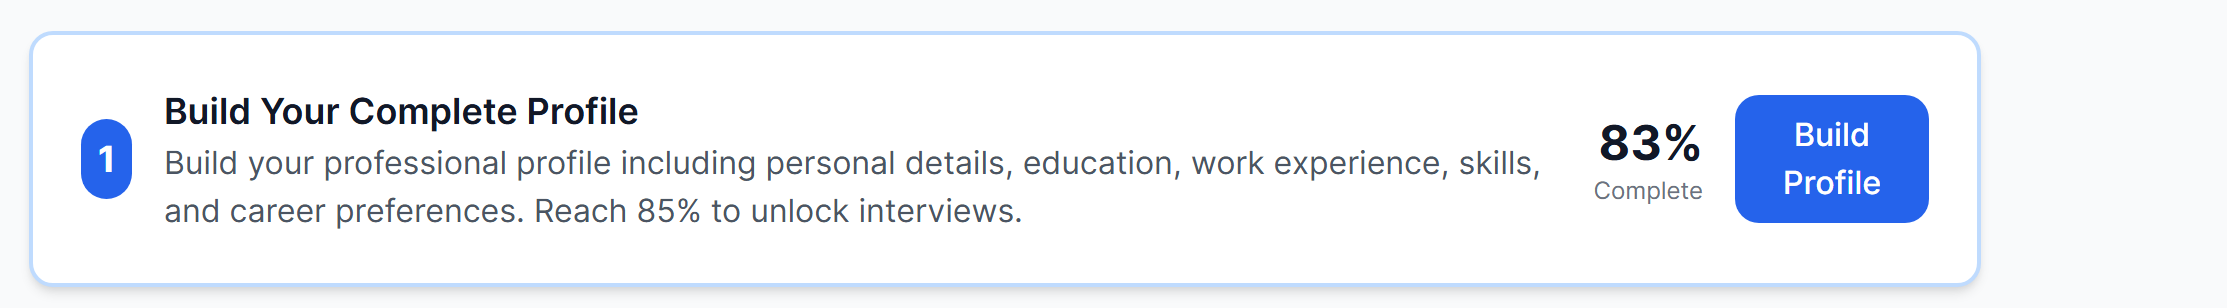 1
Build Your Complete Profile
Build your professional profile including personal details, education, work experience, skills,
and career preferences. Reach 85% to unlock interviews.
83%
Complete
Build
Profile